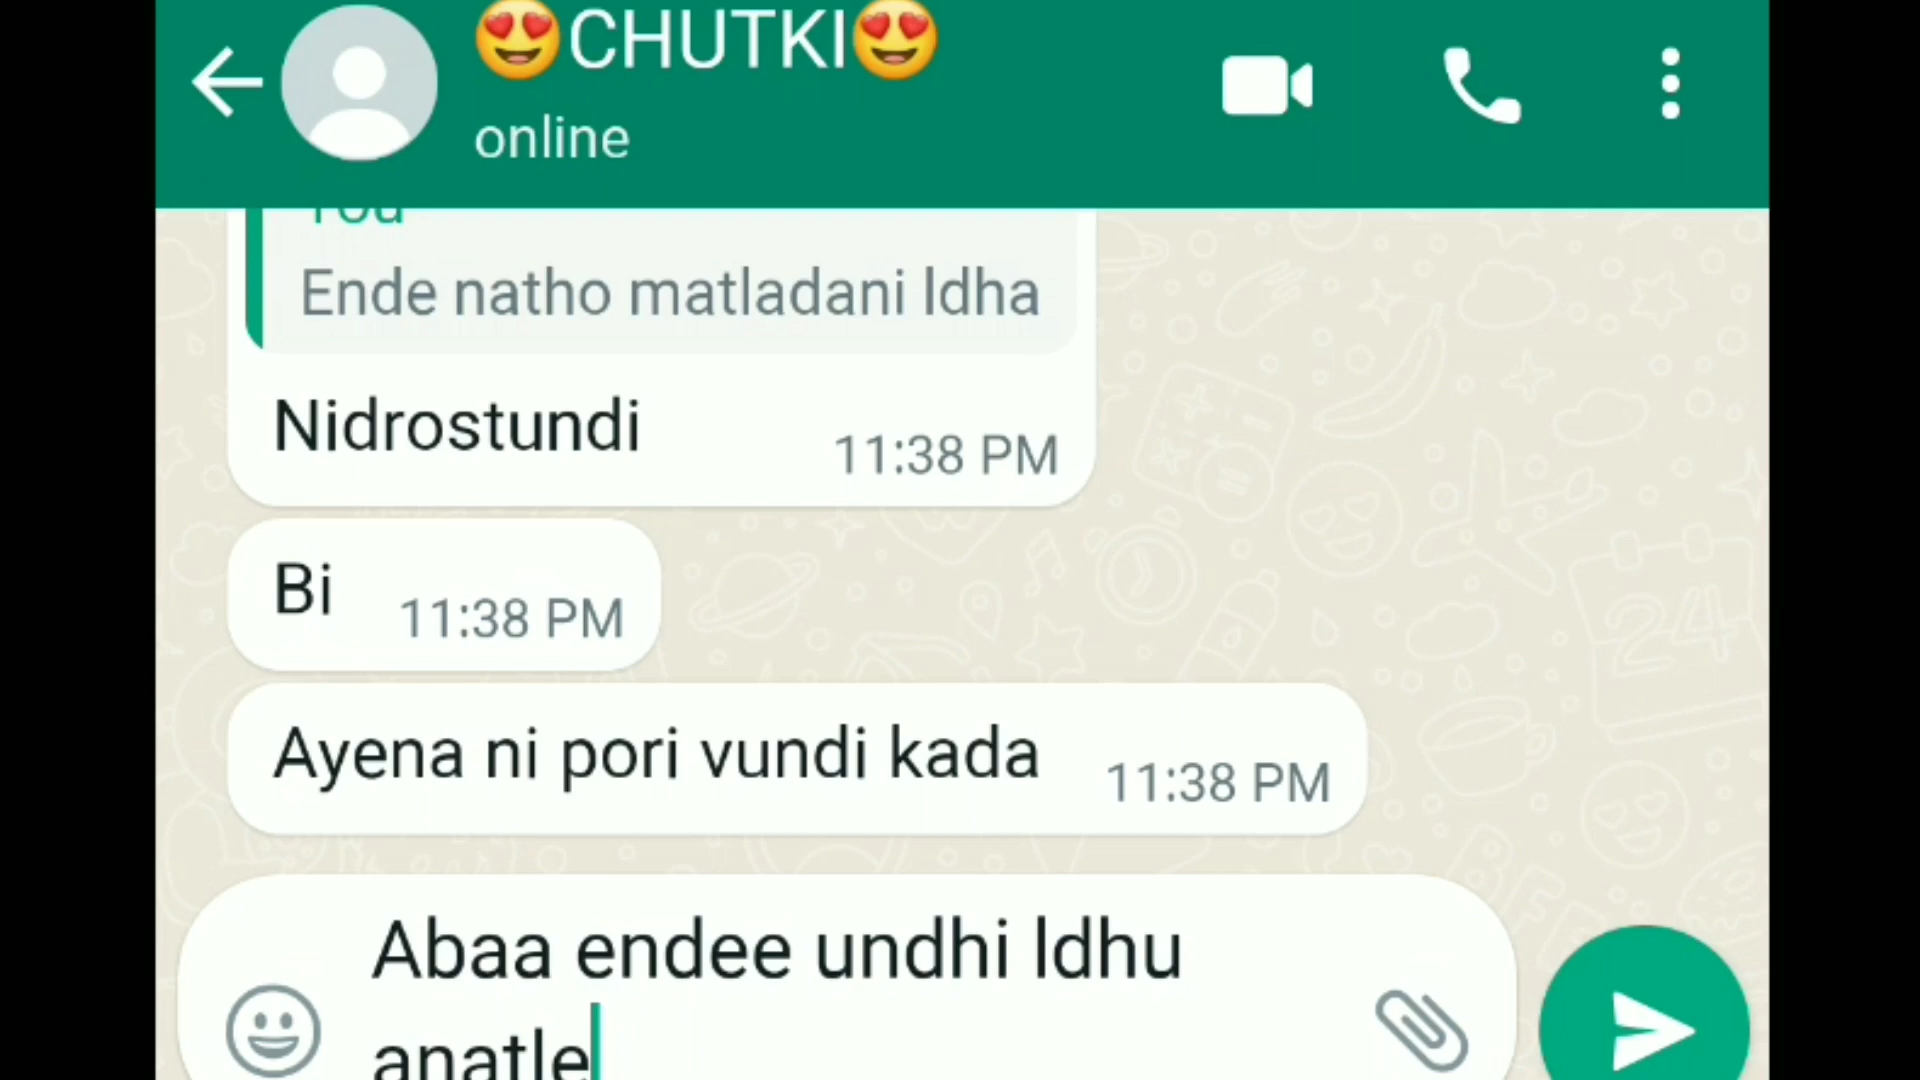 😍CHUTKI😍
online
You
Ende natho matladani ldha
Nidrostundi
11:38 PM
Bi
11:38 PM
Ayena ni pori vundi kada
11:38 PM
Abaa endee undhi ldhu
anatle